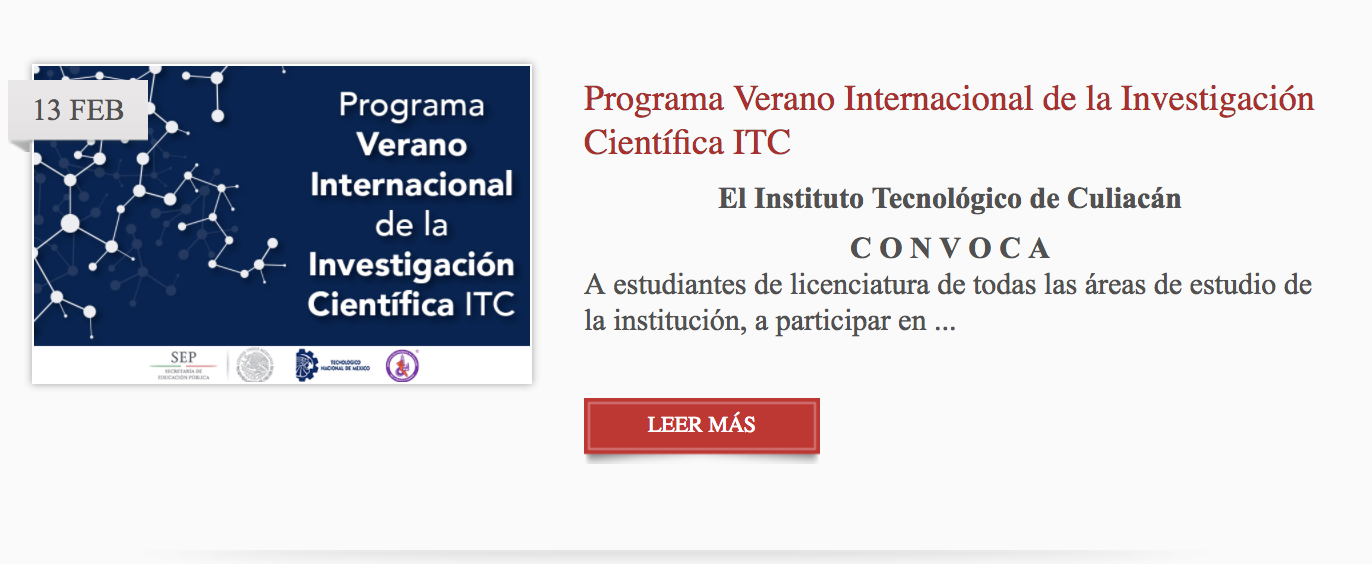 13 FEB
Programa
Verano
Internacional
de la
Investigación
Científica ITC
SEP
SECRETARÍA DE
EDUCACIÓN PÚBLICA
TECNOLÓGICO
NACIONAL DE MÉXICO
Programa Verano Internacional de la Investigación
Científica ITC
El Instituto Tecnológico de Culiacán
C O N V O C A
A estudiantes de licenciatura de todas las áreas de estudio de
la institución, a participar en ...
LEER MÁS